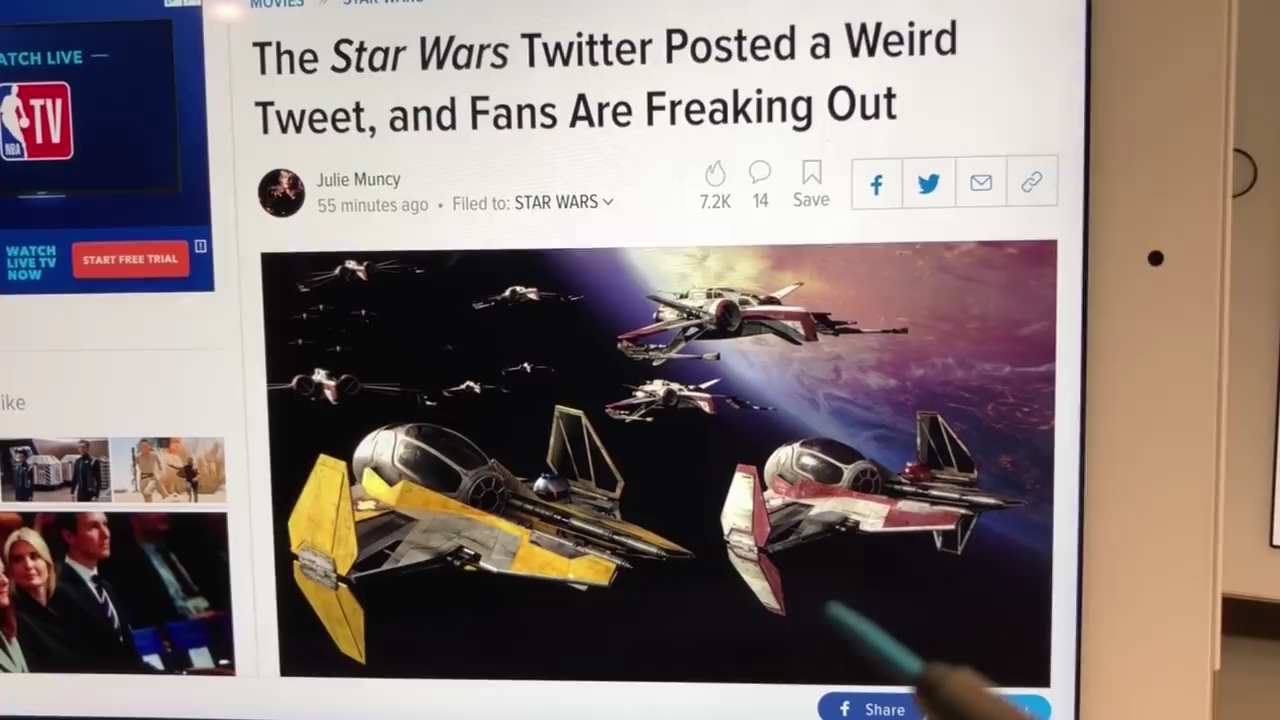 MOVIES » STAR WARS
The Star Wars Twitter Posted a Weird
Tweet, and Fans Are Freaking Out
Julie Muncy
55 minutes ago • Filed to: STAR WARS
7.2K
14
Save
ATCH LIVE
NBA
TV
WATCH
LIVE TV
NOW
START FREE TRIAL
ike
Share